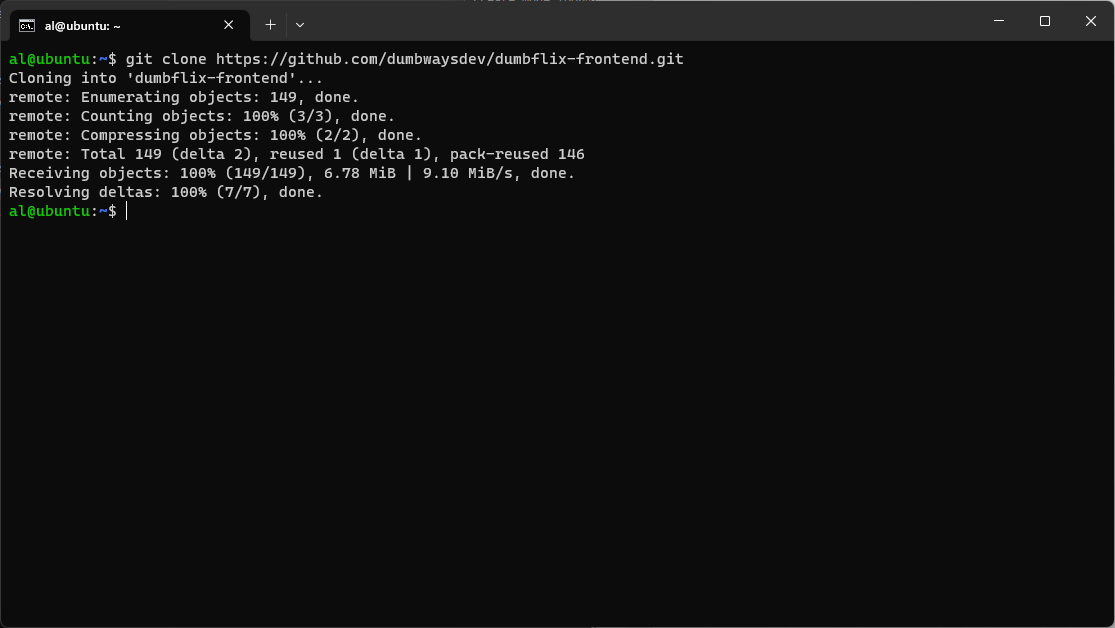 al@ubuntu: ~
al@ubuntu:~$ git clone https://github.com/dumbwaysdev/dumbflix-frontend.git
Cloning into 'dumbflix-frontend'...
remote: Enumerating objects: 149, done.
remote: Counting objects: 100% (3/3), done.
remote: Compressing objects: 100% (2/2), done.
remote: Total 149 (delta 2), reused 1 (delta 1), pack-reused 146
Receiving objects: 100% (149/149), 6.78 MiB | 9.10 MiB/s, done.
Resolving deltas: 100% (7/7), done.
al@ubuntu:~$